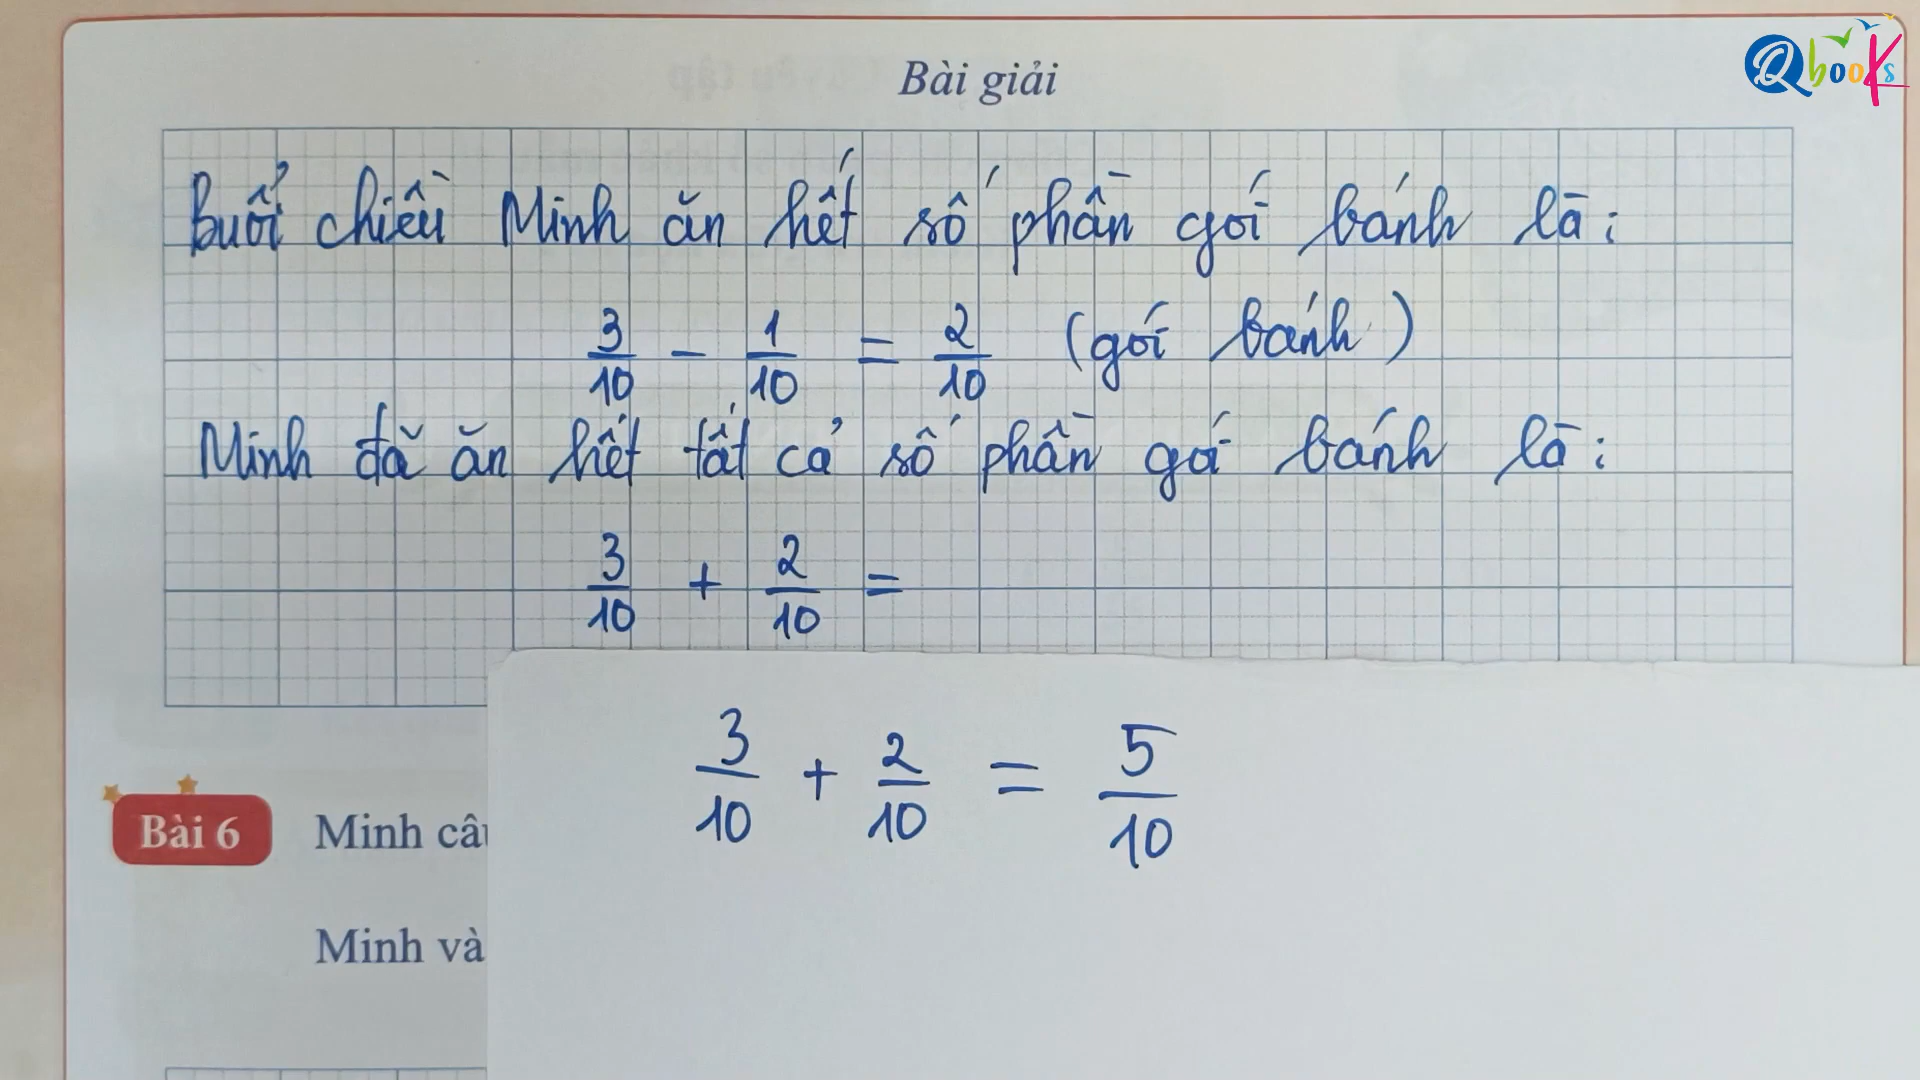 Qbooks
Bài giải
Buổi chiều Minh ăn hết số phần gói bánh là:
3/10 - 1/10 = 2/10 (gói bánh)
Minh đã ăn hết tất cả số phần gói bánh là:
3/10 + 2/10 =
3/10 + 2/10 = 5/10
Bài 6 Minh câ
Minh và